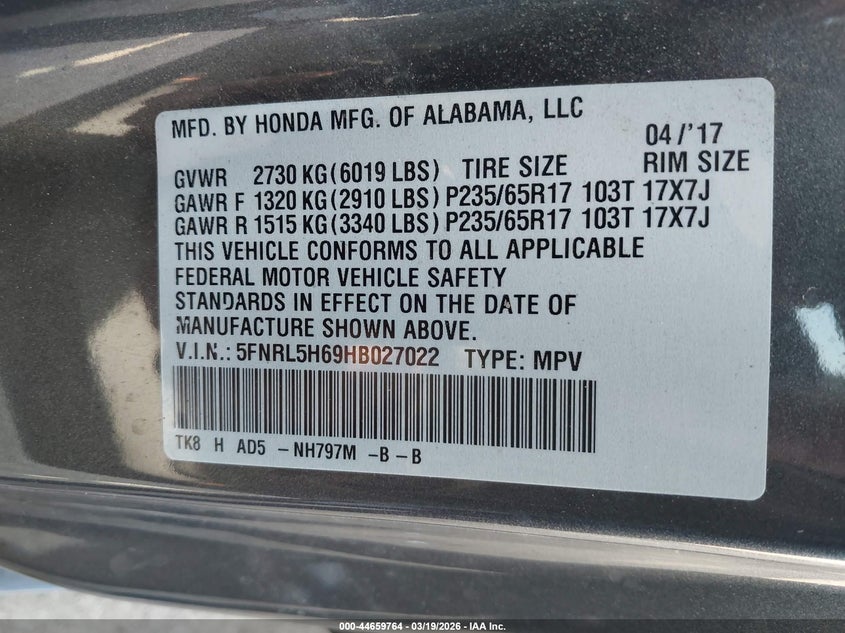 MFD. BY HONDA MFG. OF ALABAMA, LLC
04/'17
GVWR 2730 KG(6019 LBS) TIRE SIZE RIM SIZE
GAWR F 1320 KG(2910 LBS) P235/65R17 103T 17X7J
GAWR R 1515 KG(3340 LBS) P235/65R17 103T 17X7J
THIS VEHICLE CONFORMS TO ALL APPLICABLE
FEDERAL MOTOR VEHICLE SAFETY
STANDARDS IN EFFECT ON THE DATE OF
MANUFACTURE SHOWN ABOVE.
V.I.N.: 5FNRL5H69HB027022 TYPE: MPV
TK8 H AD5 -NH797M -B-B
000-44659764 - 03/19/2026 - IAA Inc.